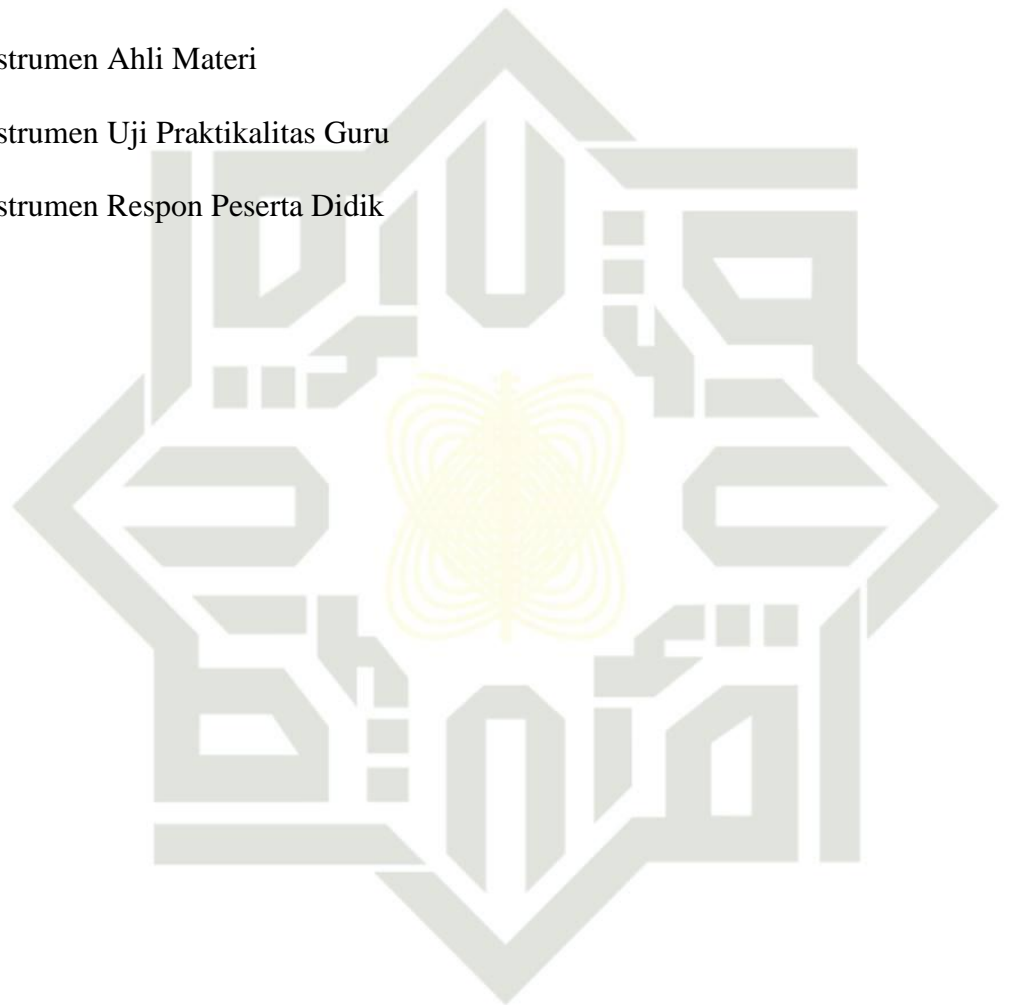 strumen Ahli Materi
strumen Uji Praktikalitas Guru
strumen Respon Peserta Didik